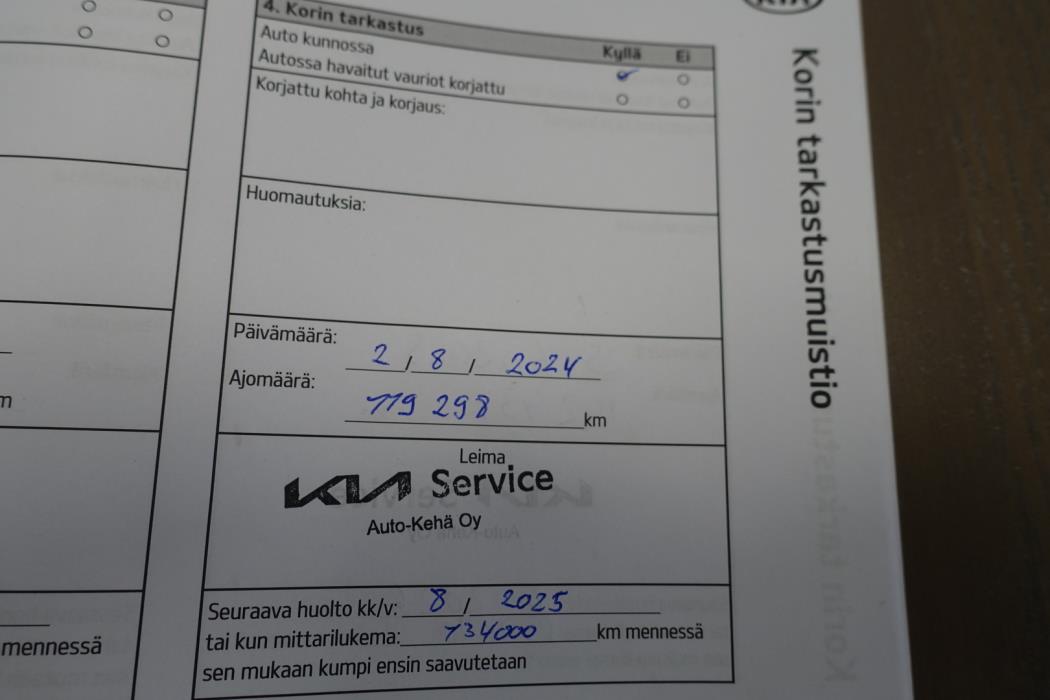 4. Korin tarkastus
Kyllä Ei
Auto kunnossa
Autossa havaitut vauriot korjattu
Korjattu kohta ja korjaus:
Huomautuksia:
Päivämäärä: 2 / 8 / 2024
Ajomäärä: 119 298 km
Leima
KIA Service
Auto-Kehä Oy
Seuraava huolto kk/v: 8 / 2025
tai kun mittarilukema: 134000 km mennessä
sen mukaan kumpi ensin saavutetaan
Korin tarkastusmuistio
m
mennessä